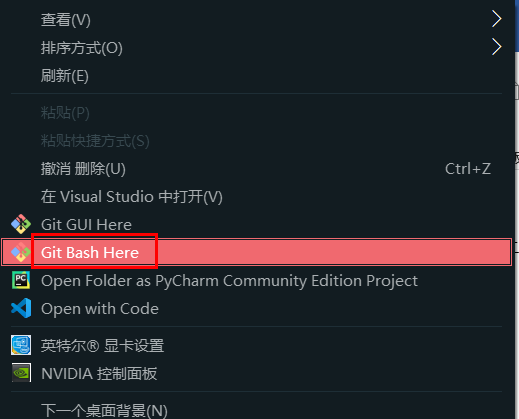 查看(V)
排序方式(O)
刷新(E)
粘贴(P)
粘贴快捷方式(S)
撤消 删除(U) Ctrl+Z
在 Visual Studio 中打开(V)
Git GUI Here
Git Bash Here
PC Open Folder as PyCharm Community Edition Project
Open with Code
英特尔® 显卡设置
NVIDIA 控制面板
下一个桌面背景(N)